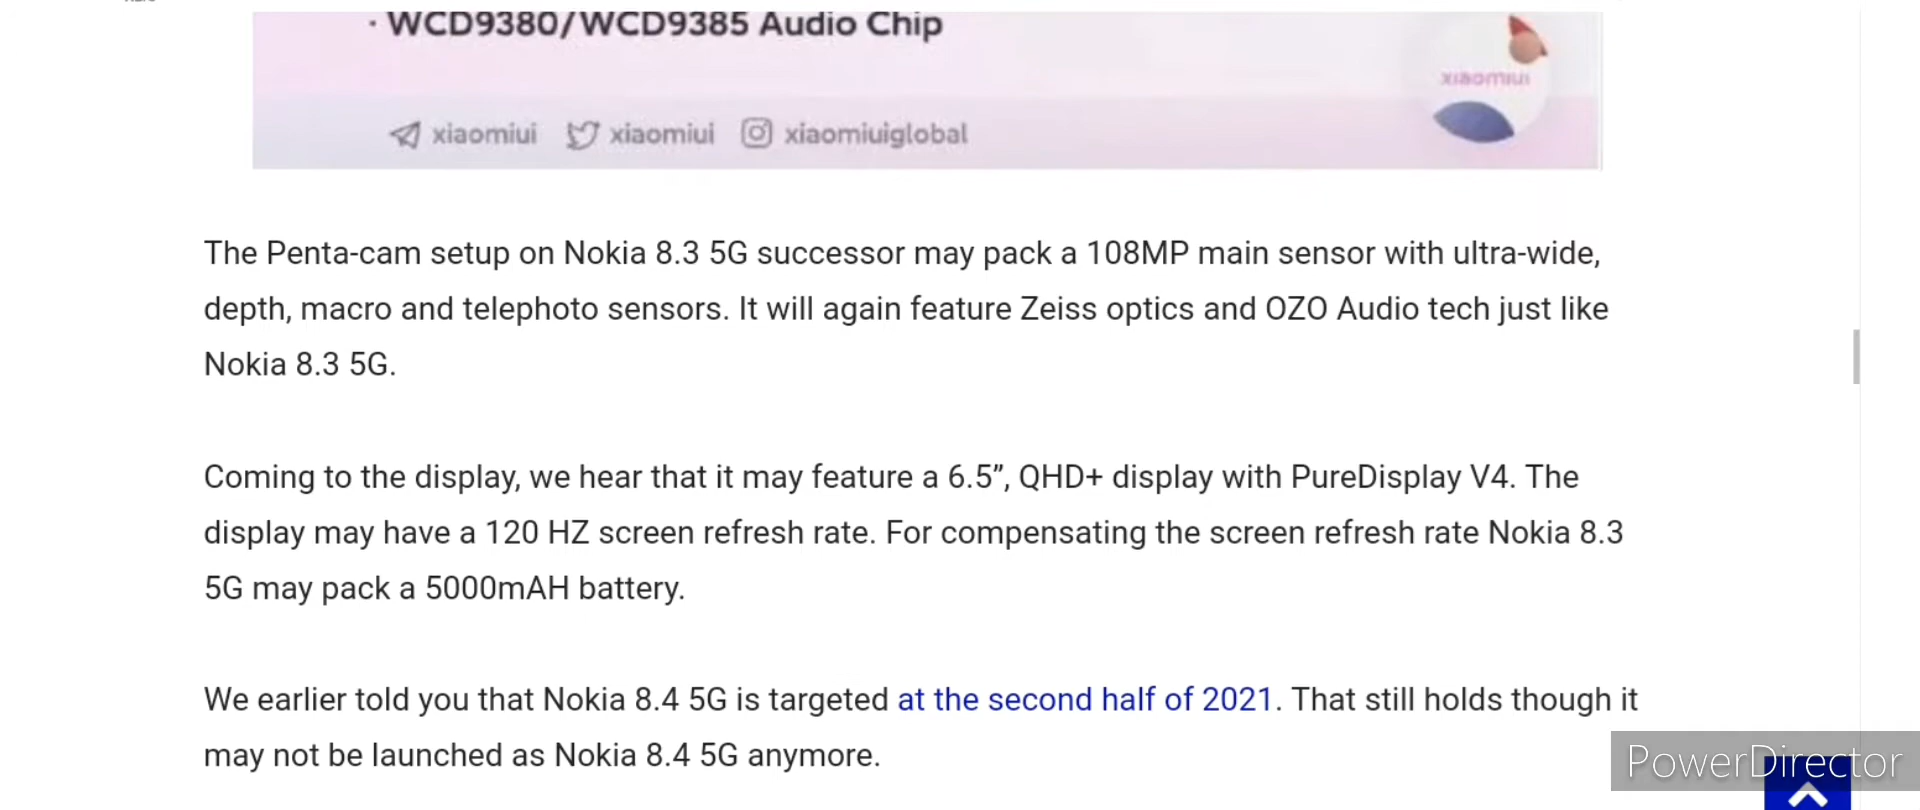 · WCD9380/WCD9385 Audio Chip
xiaomiui
xiaomiui xiaomiui xiaomiuiglobal
The Penta-cam setup on Nokia 8.3 5G successor may pack a 108MP main sensor with ultra-wide,
depth, macro and telephoto sensors. It will again feature Zeiss optics and OZO Audio tech just like
Nokia 8.3 5G.
Coming to the display, we hear that it may feature a 6.5”, QHD+ display with PureDisplay V4. The
display may have a 120 HZ screen refresh rate. For compensating the screen refresh rate Nokia 8.3
5G may pack a 5000mAH battery.
We earlier told you that Nokia 8.4 5G is targeted at the second half of 2021. That still holds though it
may not be launched as Nokia 8.4 5G anymore.
PowerDirector